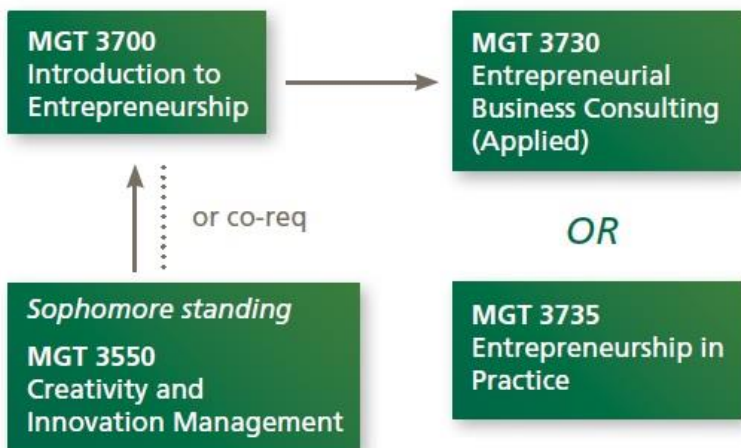 MGT 3700
Introduction to
Entrepreneurship
MGT 3730
Entrepreneurial
Business Consulting
(Applied)
or co-req
OR
Sophomore standing
MGT 3550
Creativity and
Innovation Management
MGT 3735
Entrepreneurship in
Practice